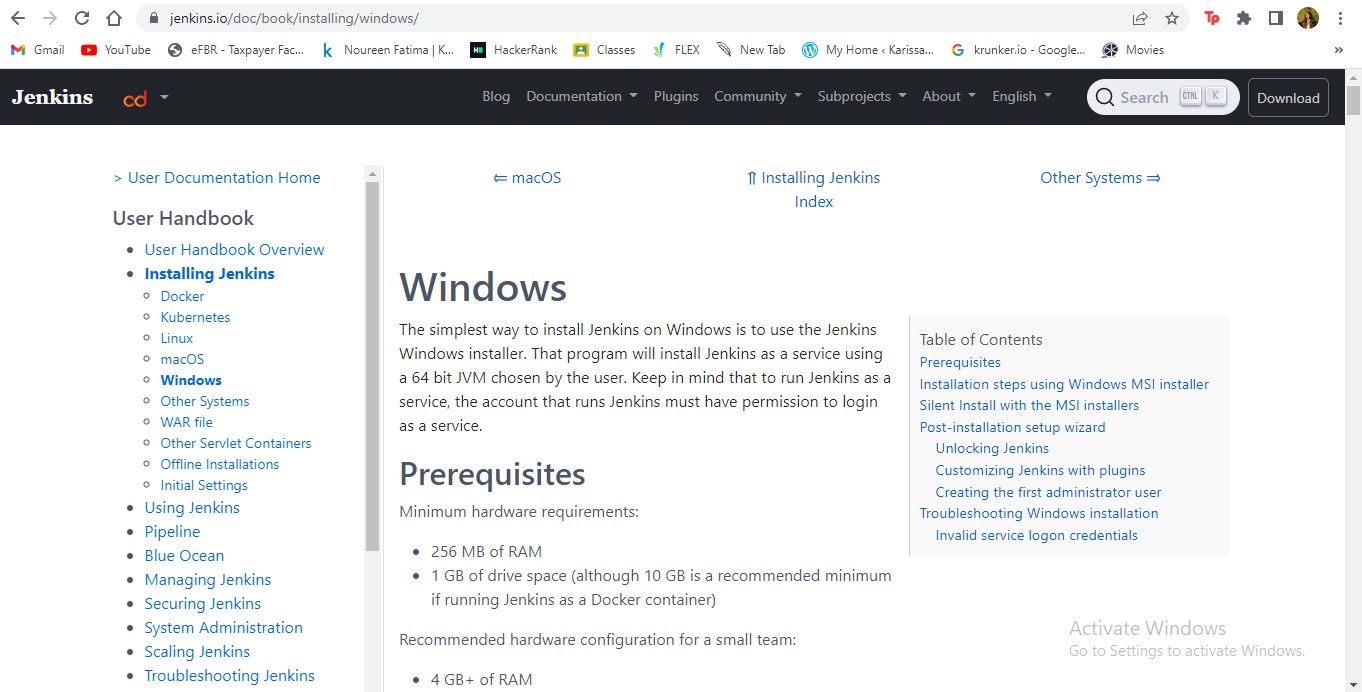 jenkins.io/doc/book/installing/windows/
Gmail YouTube eFBR - Taxpayer Fac... Noureen Fatima | K... HackerRank Classes FLEX New Tab My Home ‹ Karissa... krunker.io - Google... Movies »
Jenkins cd Blog Documentation Plugins Community Subprojects About English Search CTRL K Download
> User Documentation Home
User Handbook
User Handbook Overview
Installing Jenkins
Docker
Kubernetes
Linux
macOS
Windows
Other Systems
WAR file
Other Servlet Containers
Offline Installations
Initial Settings
Using Jenkins
Pipeline
Blue Ocean
Managing Jenkins
Securing Jenkins
System Administration
Scaling Jenkins
Troubleshooting Jenkins
⇐ macOS
⇑ Installing Jenkins
Index
Other Systems ⇒
Windows
The simplest way to install Jenkins on Windows is to use the Jenkins
Windows installer. That program will install Jenkins as a service using
a 64 bit JVM chosen by the user. Keep in mind that to run Jenkins as a
service, the account that runs Jenkins must have permission to login
as a service.
Prerequisites
Minimum hardware requirements:
256 MB of RAM
1 GB of drive space (although 10 GB is a recommended minimum
if running Jenkins as a Docker container)
Recommended hardware configuration for a small team:
4 GB+ of RAM
Table of Contents
Prerequisites
Installation steps using Windows MSI installer
Silent Install with the MSI installers
Post-installation setup wizard
Unlocking Jenkins
Customizing Jenkins with plugins
Creating the first administrator user
Troubleshooting Windows installation
Invalid service logon credentials
Activate Windows
Go to Settings to activate Windows.